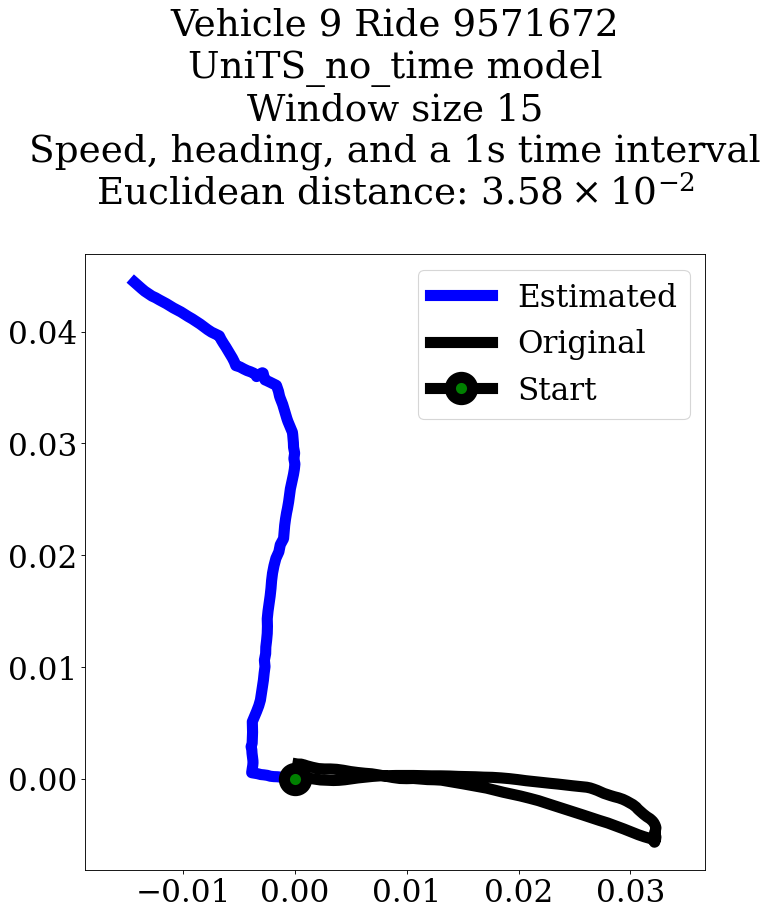 Vehicle 9 Ride 9571672
UniTS_no_time model
Window size 15
Speed, heading, and a 1s time interval
Euclidean distance: 3.58 × 10⁻²
Estimated
Original
Start
0.04
0.03
0.02
0.01
0.00
−0.01 0.00 0.01 0.02 0.03